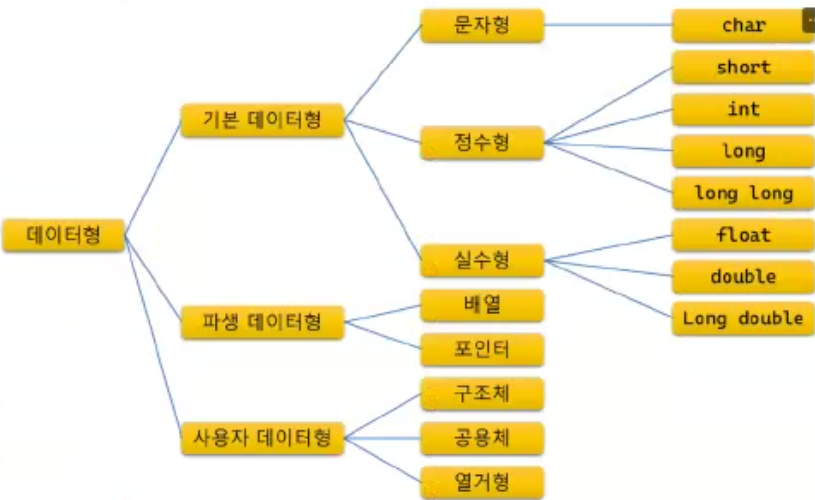 데이터형
기본 데이터형
문자형
char
정수형
short
int
long
long long
실수형
float
double
Long double
파생 데이터형
배열
포인터
사용자 데이터형
구조체
공용체
열거형